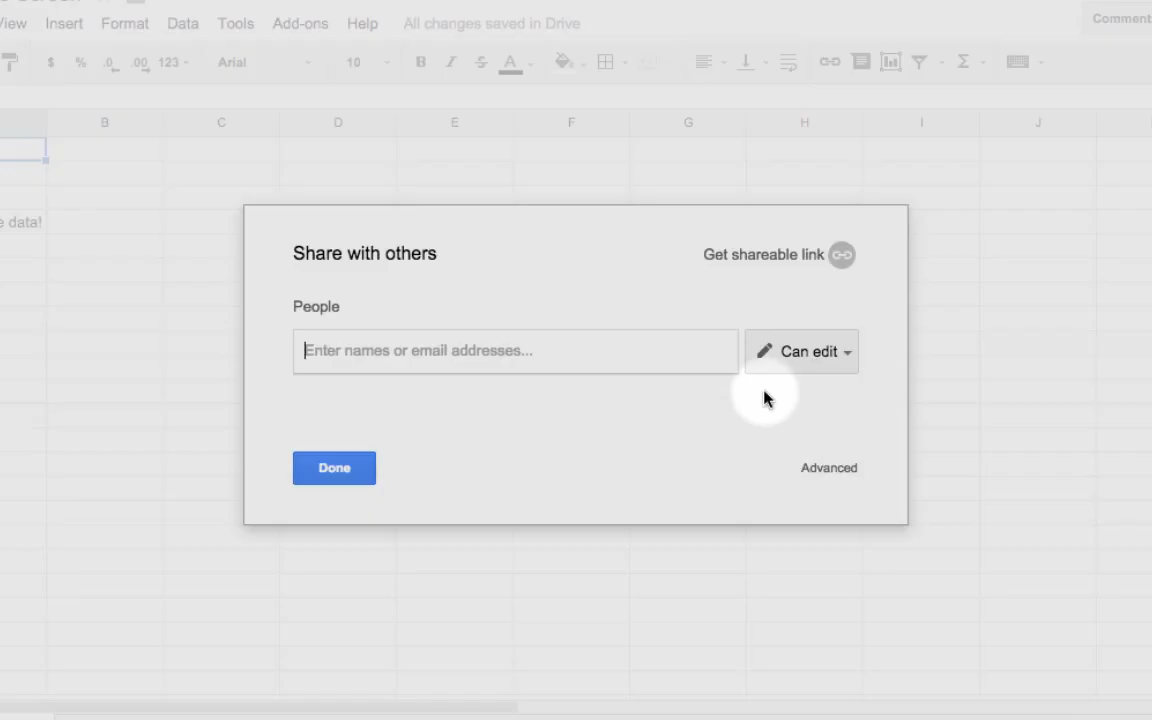 View Insert Format Data Tools Add-ons Help All changes saved in Drive
Comment
$ % .0 .00 123 Arial 10 B I S A Σ
B C D E F G H I J
e data!
Share with others
Get shareable link
People
Enter names or email addresses...
Can edit
Done
Advanced